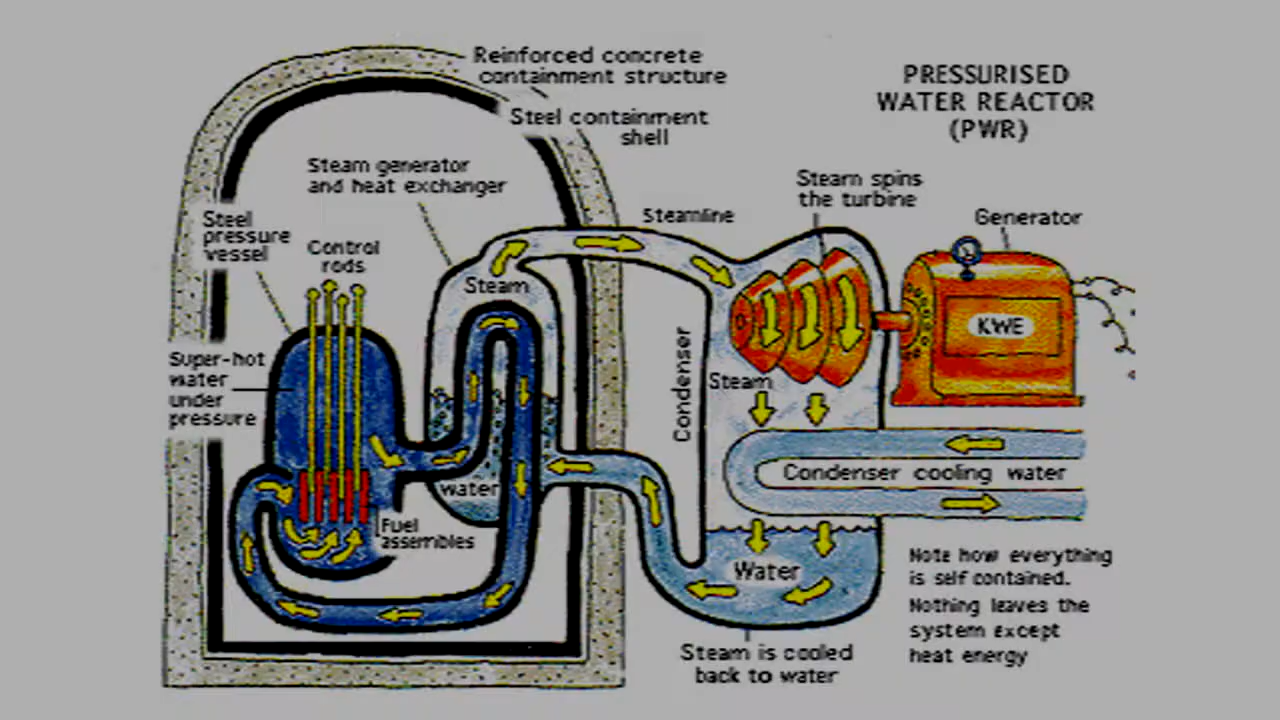 Reinforced concrete
containment structure
Steel containment
shell
PRESSURISED
WATER REACTOR
(PWR)
Steam generator
and heat exchanger
Steam spins
the turbine
Steel
pressure
vessel
Control
rods
Steamline
Generator
Steam
KWE
Super-hot
water
under
pressure
Condenser
Steam
Condenser cooling water
water
Fuel
assembles
Water
Note how everything
is self contained.
Nothing leaves the
system except
heat energy
Steam is cooled
back to water